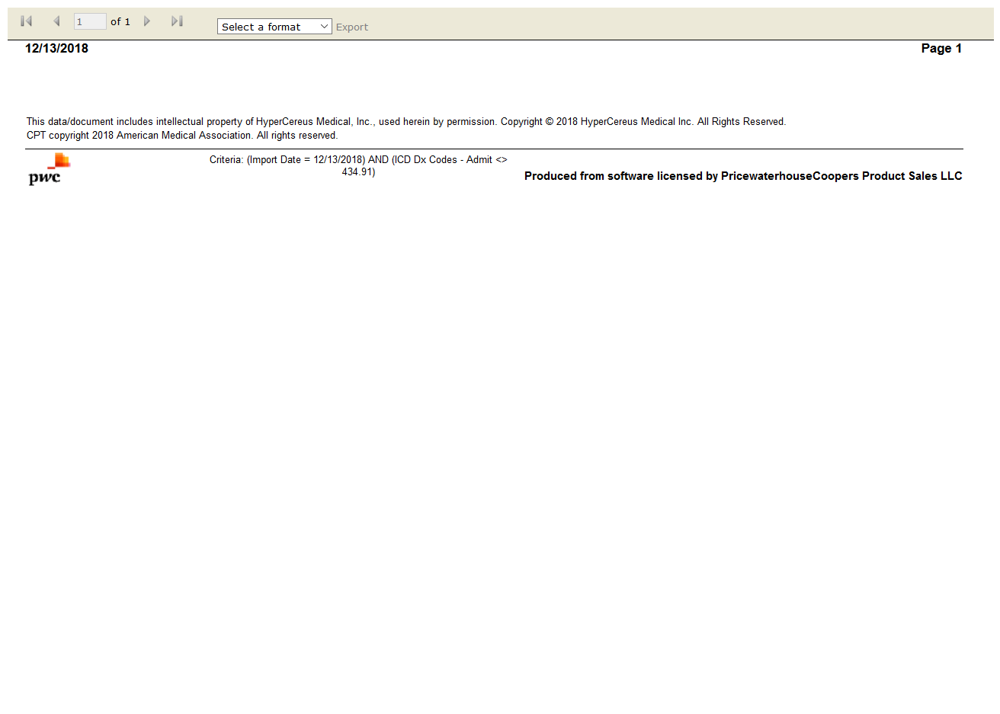 1 of 1 Select a format Export
12/13/2018 Page 1
This data/document includes intellectual property of HyperCereus Medical, Inc., used herein by permission. Copyright © 2018 HyperCereus Medical Inc. All Rights Reserved.
CPT copyright 2018 American Medical Association. All rights reserved.
pwc
Criteria: (Import Date = 12/13/2018) AND (ICD Dx Codes - Admit <>
434.91)
Produced from software licensed by PricewaterhouseCoopers Product Sales LLC